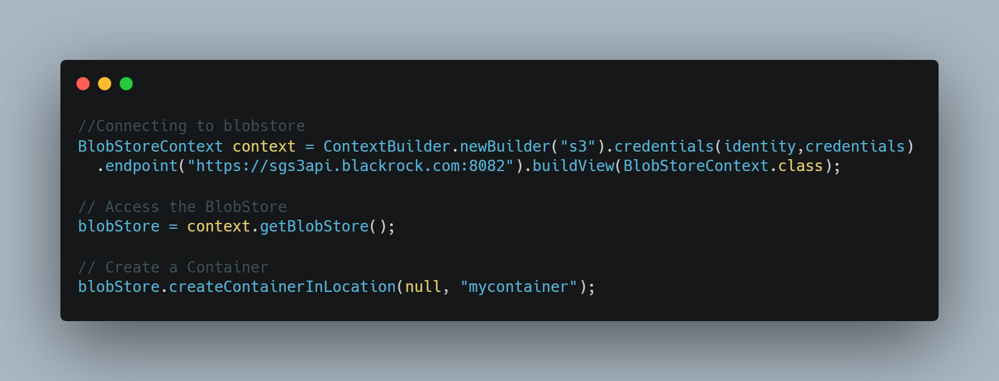 //Connecting to blobstore
BlobStoreContext context = ContextBuilder.newBuilder("s3").credentials(identity,credentials)
.endpoint("https://sgs3api.blackrock.com:8082").buildView(BlobStoreContext.class);
// Access the BlobStore
blobStore = context.getBlobStore();
// Create a Container
blobStore.createContainerInLocation(null, "mycontainer");